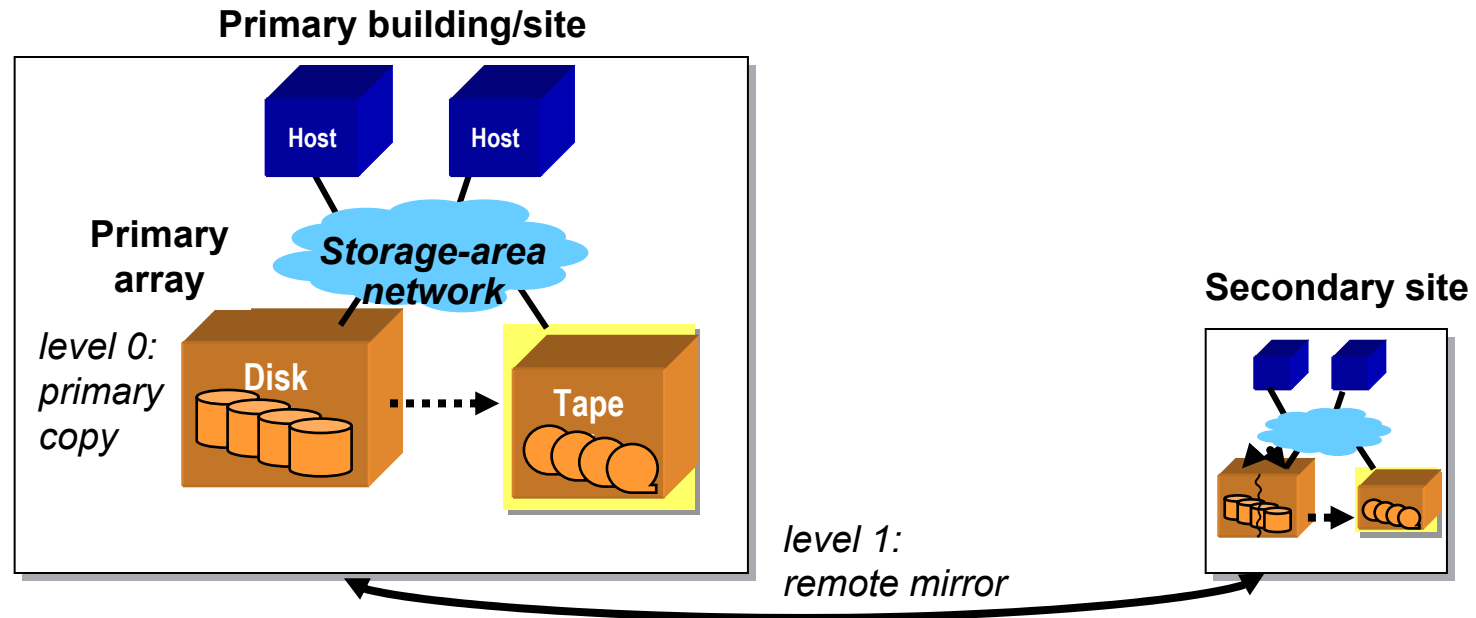 Primary building/site
Host
Host
Primary
array
Storage-area
network
level 0:
primary
copy
Disk
Tape
Secondary site
level 1:
remote mirror